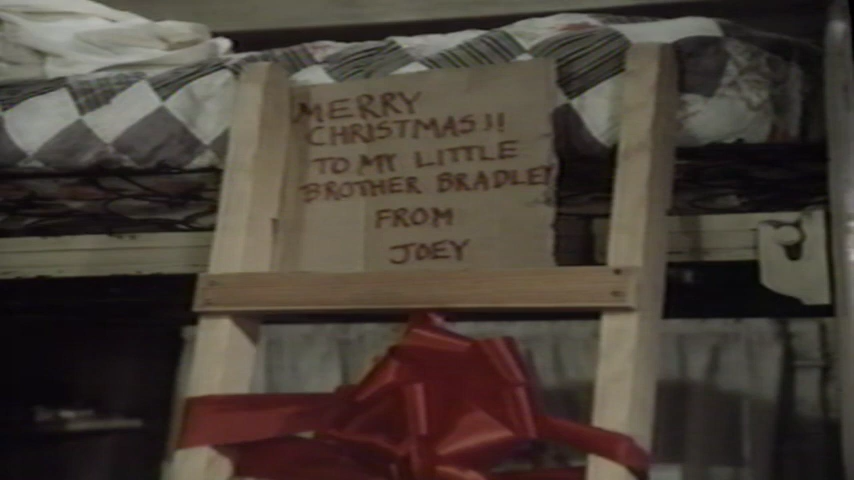 MERRY
CHRISTMAS!!
TO MY LITTLE
BROTHER BRADLEY
FROM
JOEY